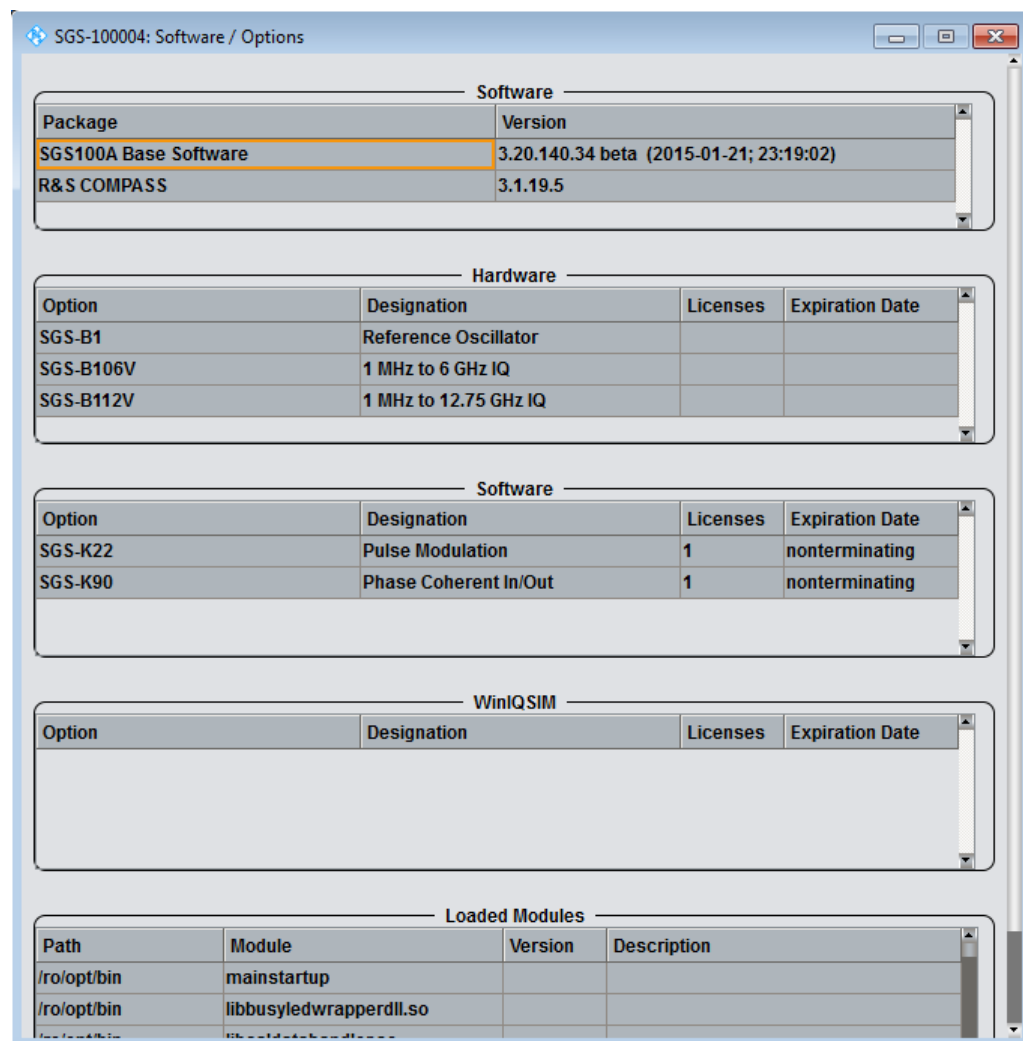 SGS-100004: Software / Options
Software
Package Version
SGS100A Base Software 3.20.140.34 beta (2015-01-21; 23:19:02)
R&S COMPASS 3.1.19.5
Hardware
Option Designation Licenses Expiration Date
SGS-B1 Reference Oscillator
SGS-B106V 1 MHz to 6 GHz IQ
SGS-B112V 1 MHz to 12.75 GHz IQ
Software
Option Designation Licenses Expiration Date
SGS-K22 Pulse Modulation 1 nonterminating
SGS-K90 Phase Coherent In/Out 1 nonterminating
WinIQSIM
Option Designation Licenses Expiration Date
Loaded Modules
Path Module Version Description
/ro/opt/bin mainstartup
/ro/opt/bin libbusyledwrapperdll.so